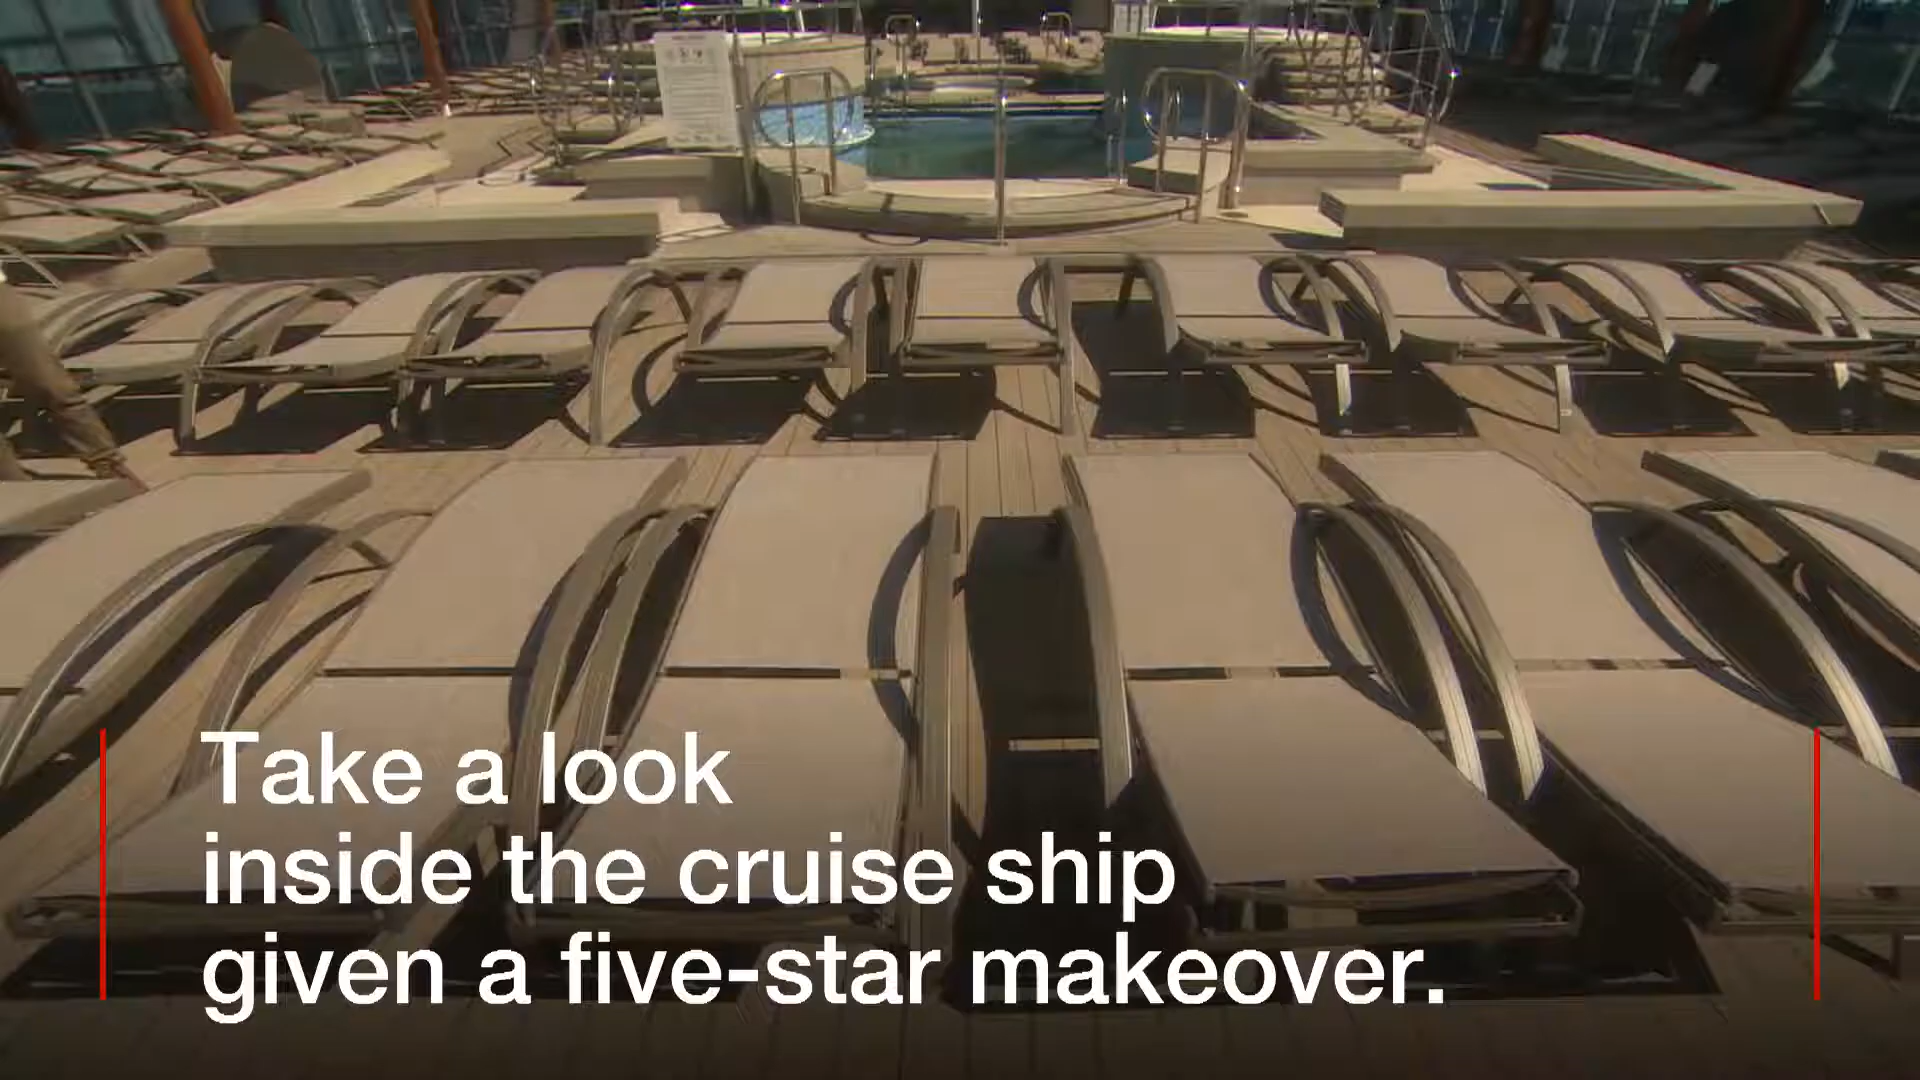 Take a look
inside the cruise ship
given a five-star makeover.